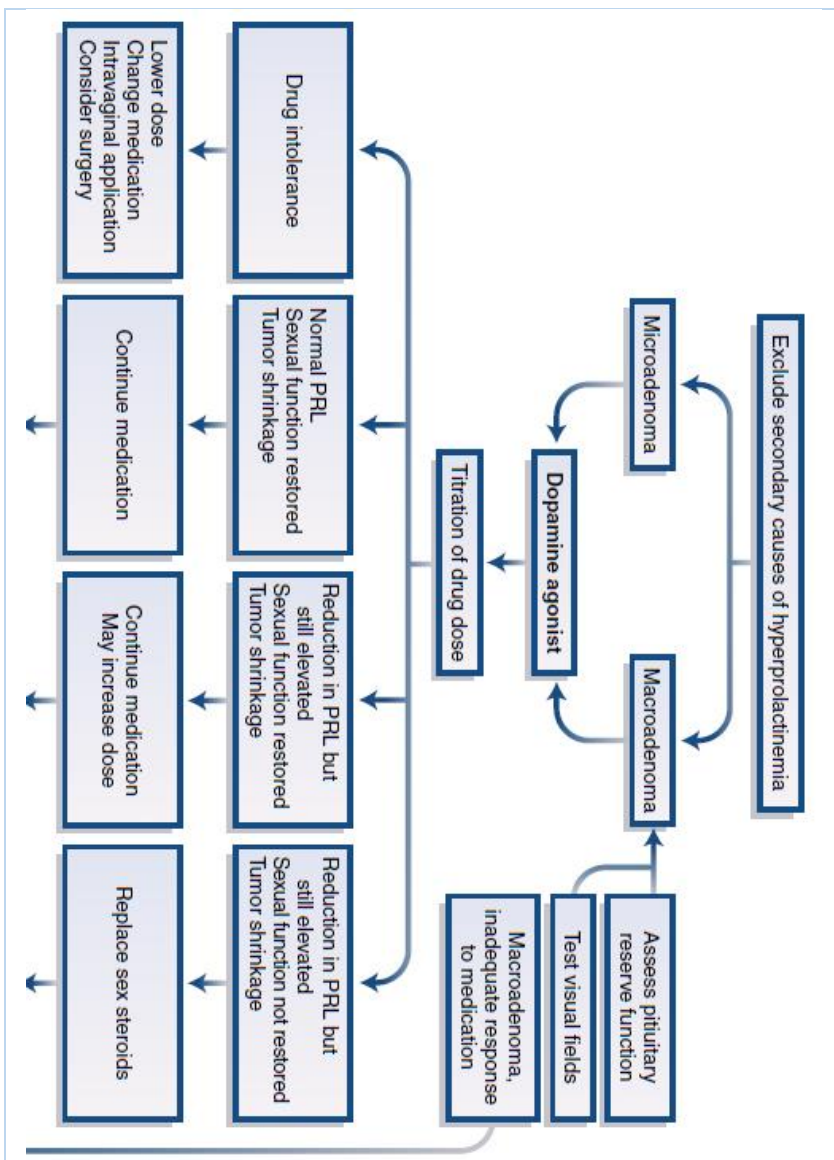 Exclude secondary causes of hyperprolactinemia
Microadenoma
Macroadenoma
Assess pitiuitary
reserve function
Test visual fields
Dopamine agonist
Macroadenoma,
inadequate response
to medication
Titration of drug dose
Drug intolerance
Normal PRL
Sexual function restored
Tumor shrinkage
Reduction in PRL but
still elevated
Sexual function restored
Tumor shrinkage
Reduction in PRL but
still elevated
Sexual function not restored
Tumor shrinkage
Lower dose
Change medication
Intravaginal application
Consider surgery
Continue medication
Continue medication
May increase dose
Replace sex steroids